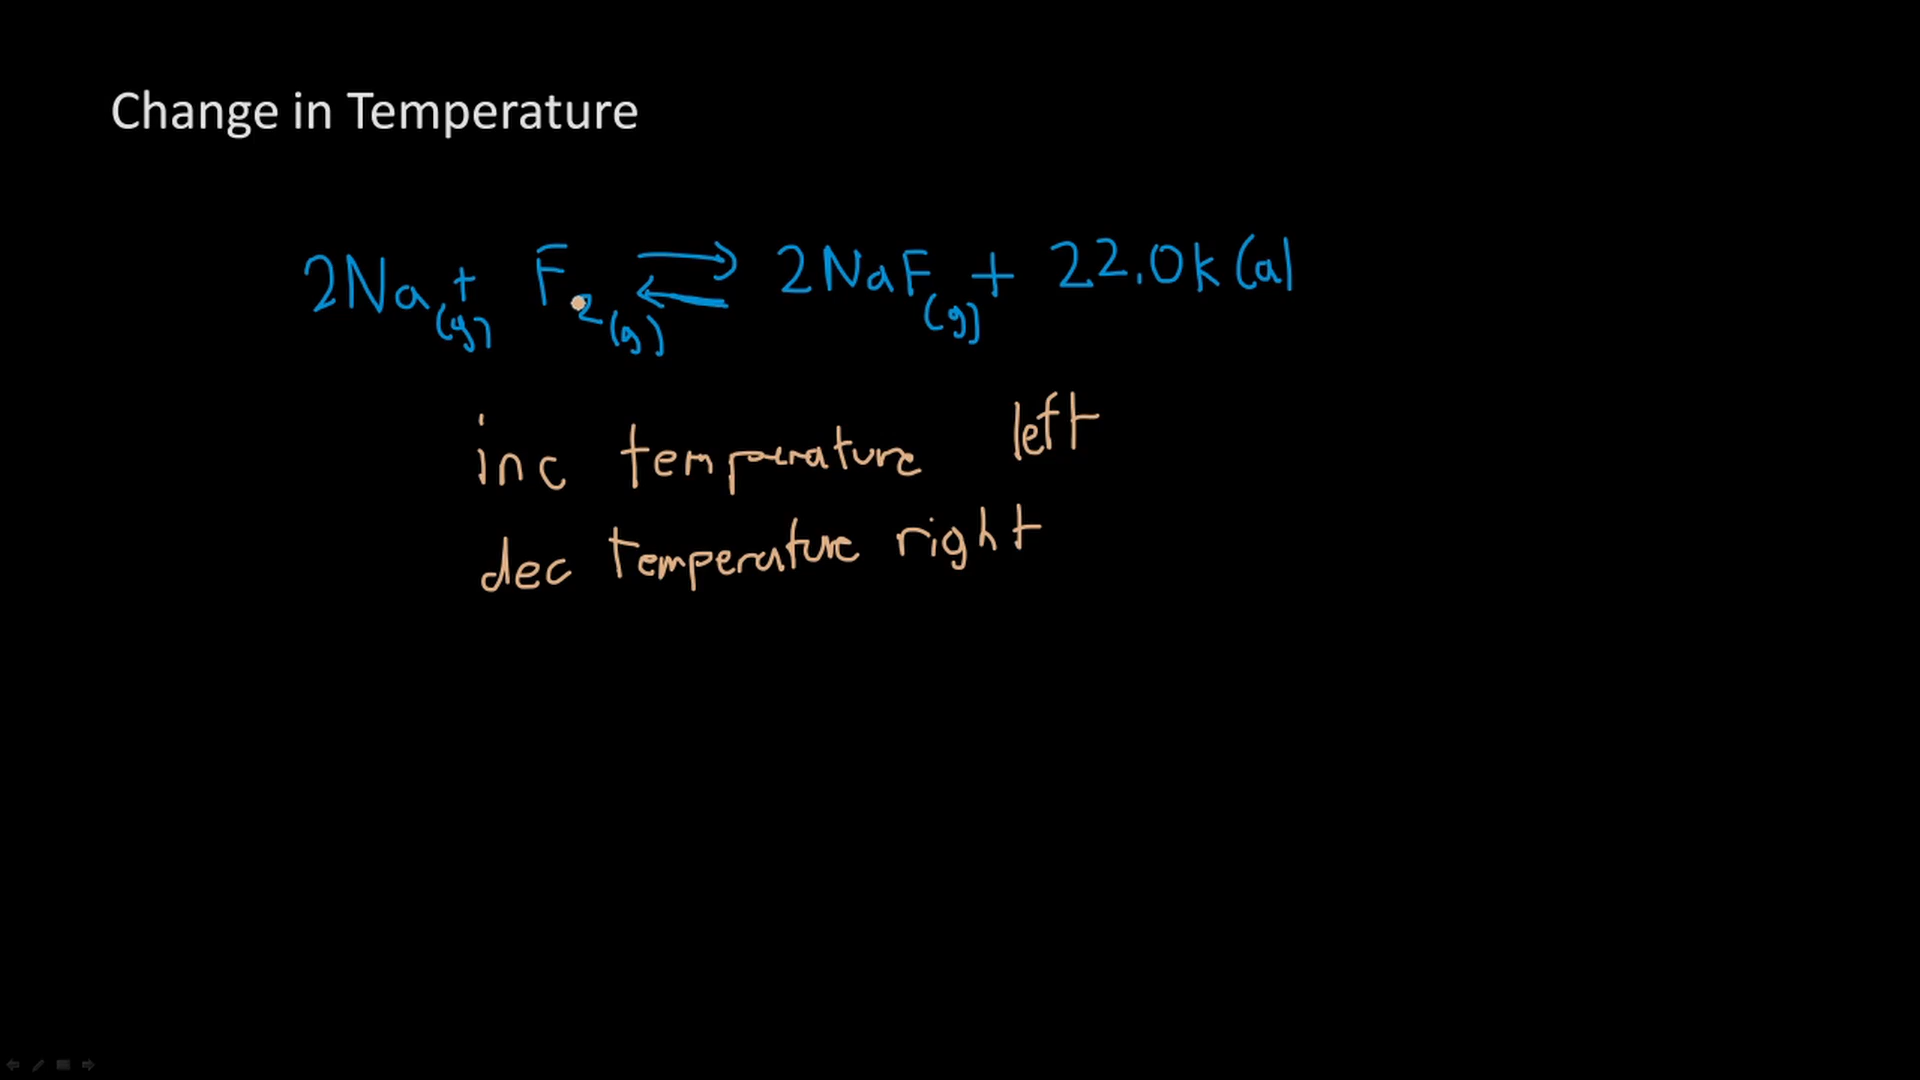 Change in Temperature
2Na(g) + F2(g) ⇌ 2NaF(g) + 22.0kCal
inc temperature left
dec temperature right